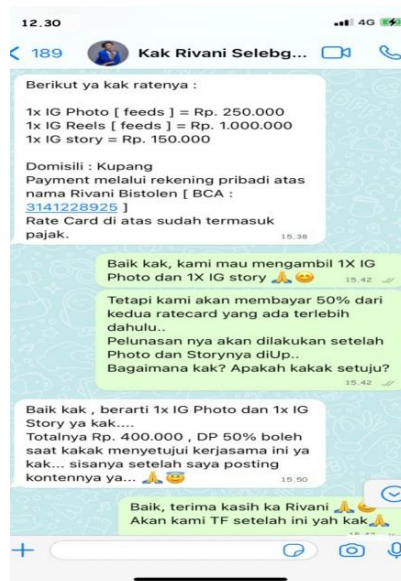 12.30
4G
189
Kak Rivani Selebg...
Berikut ya kak ratenya :
1x IG Photo [ feeds ] = Rp. 250.000
1x IG Reels [ feeds ] = Rp. 1.000.000
1x IG story = Rp. 150.000
Domisili : Kupang
Payment melalui rekening pribadi atas
nama Rivani Bistolen [ BCA :
3141228925 ]
Rate Card di atas sudah termasuk
pajak.
15.38
Baik kak, kami mau mengambil 1X IG
Photo dan 1X IG story 🙏😊
15.42
Tetapi kami akan membayar 50% dari
kedua ratecard yang ada terlebih
dahulu..
Pelunasan nya akan dilakukan setelah
Photo dan Storynya diUp..
Bagaimana kak? Apakah kakak setuju?
15.42
Baik kak , berarti 1x IG Photo dan 1x IG
Story ya kak....
Totalnya Rp. 400.000 , DP 50% boleh
saat kakak menyetujui kerjasama ini ya
kak... sisanya setelah saya posting
kontennya ya... 🙏😇
15.50
Baik, terima kasih ka Rivani 🙏😊
Akan kami TF setelah ini yah kak🙏